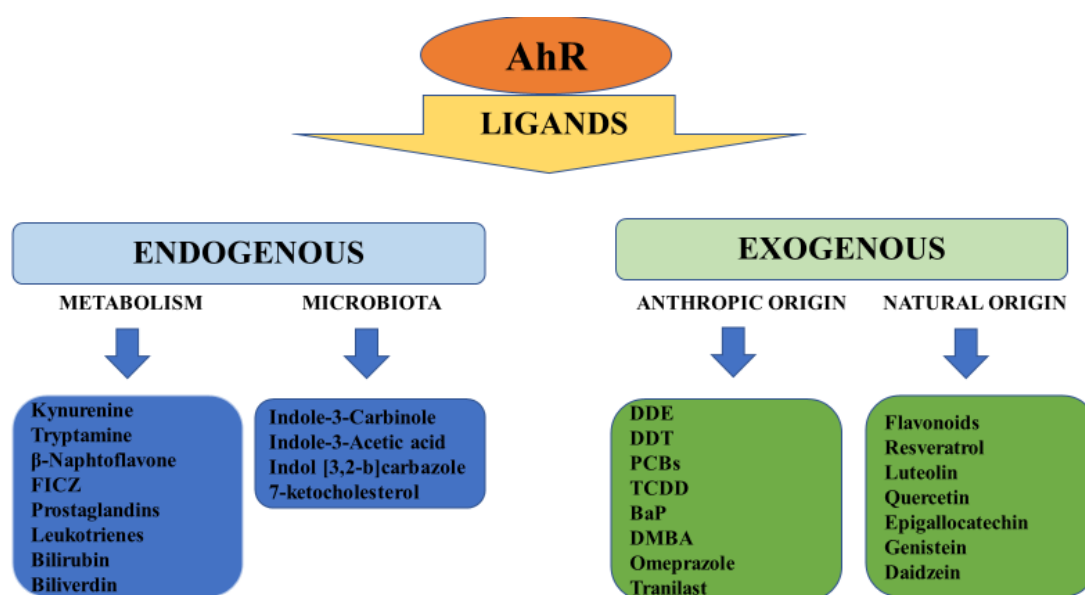 AhR
LIGANDS
ENDOGENOUS
METABOLISM
Kynurenine
Tryptamine
β-Naphtoflavone
FICZ
Prostaglandins
Leukotrienes
Bilirubin
Biliverdin
MICROBIOTA
Indole-3-Carbinole
Indole-3-Acetic acid
Indol [3,2-b]carbazole
7-ketocholesterol
EXOGENOUS
ANTHROPIC ORIGIN
DDE
DDT
PCBs
TCDD
BaP
DMBA
Omeprazole
Tranilast
NATURAL ORIGIN
Flavonoids
Resveratrol
Luteolin
Quercetin
Epigallocatechin
Genistein
Daidzein